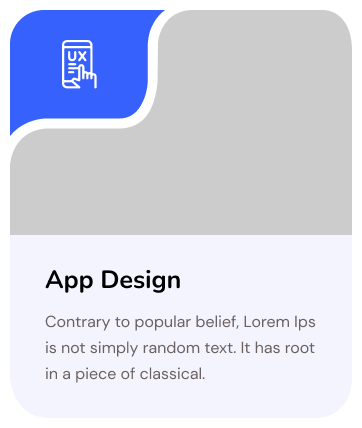 UX
App Design
Contrary to popular belief, Lorem Ips
is not simply random text. It has root
in a piece of classical.